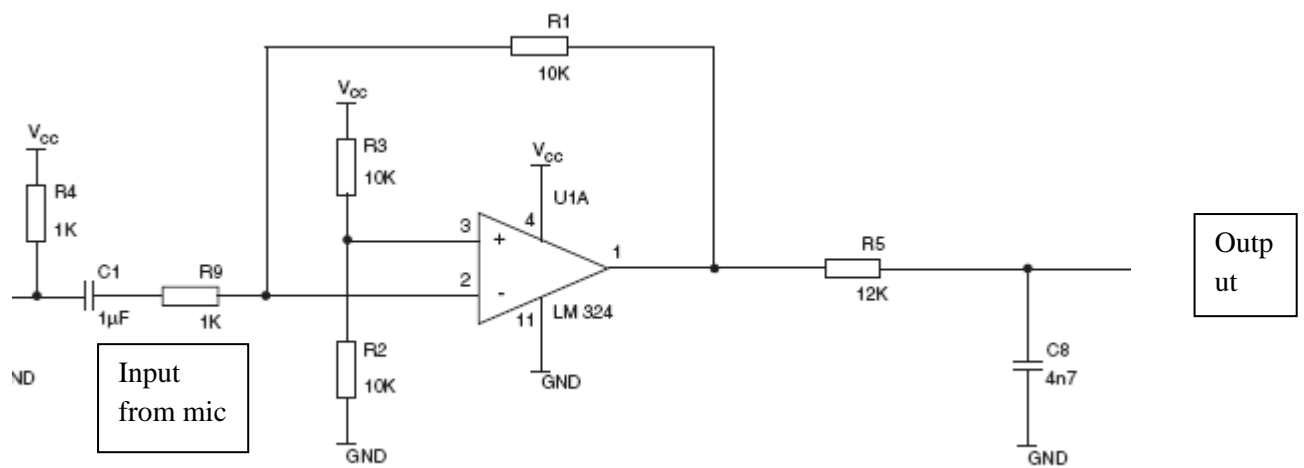 R1
10K
Vcc
R3
10K
Vcc
R4
1K
Vcc
U1A
4
3
+
1
2
-
11
LM 324
R5
12K
C1
1µF
R9
1K
R2
10K
GND
GND
C8
4n7
GND
ND
Input
from mic
Outp
ut